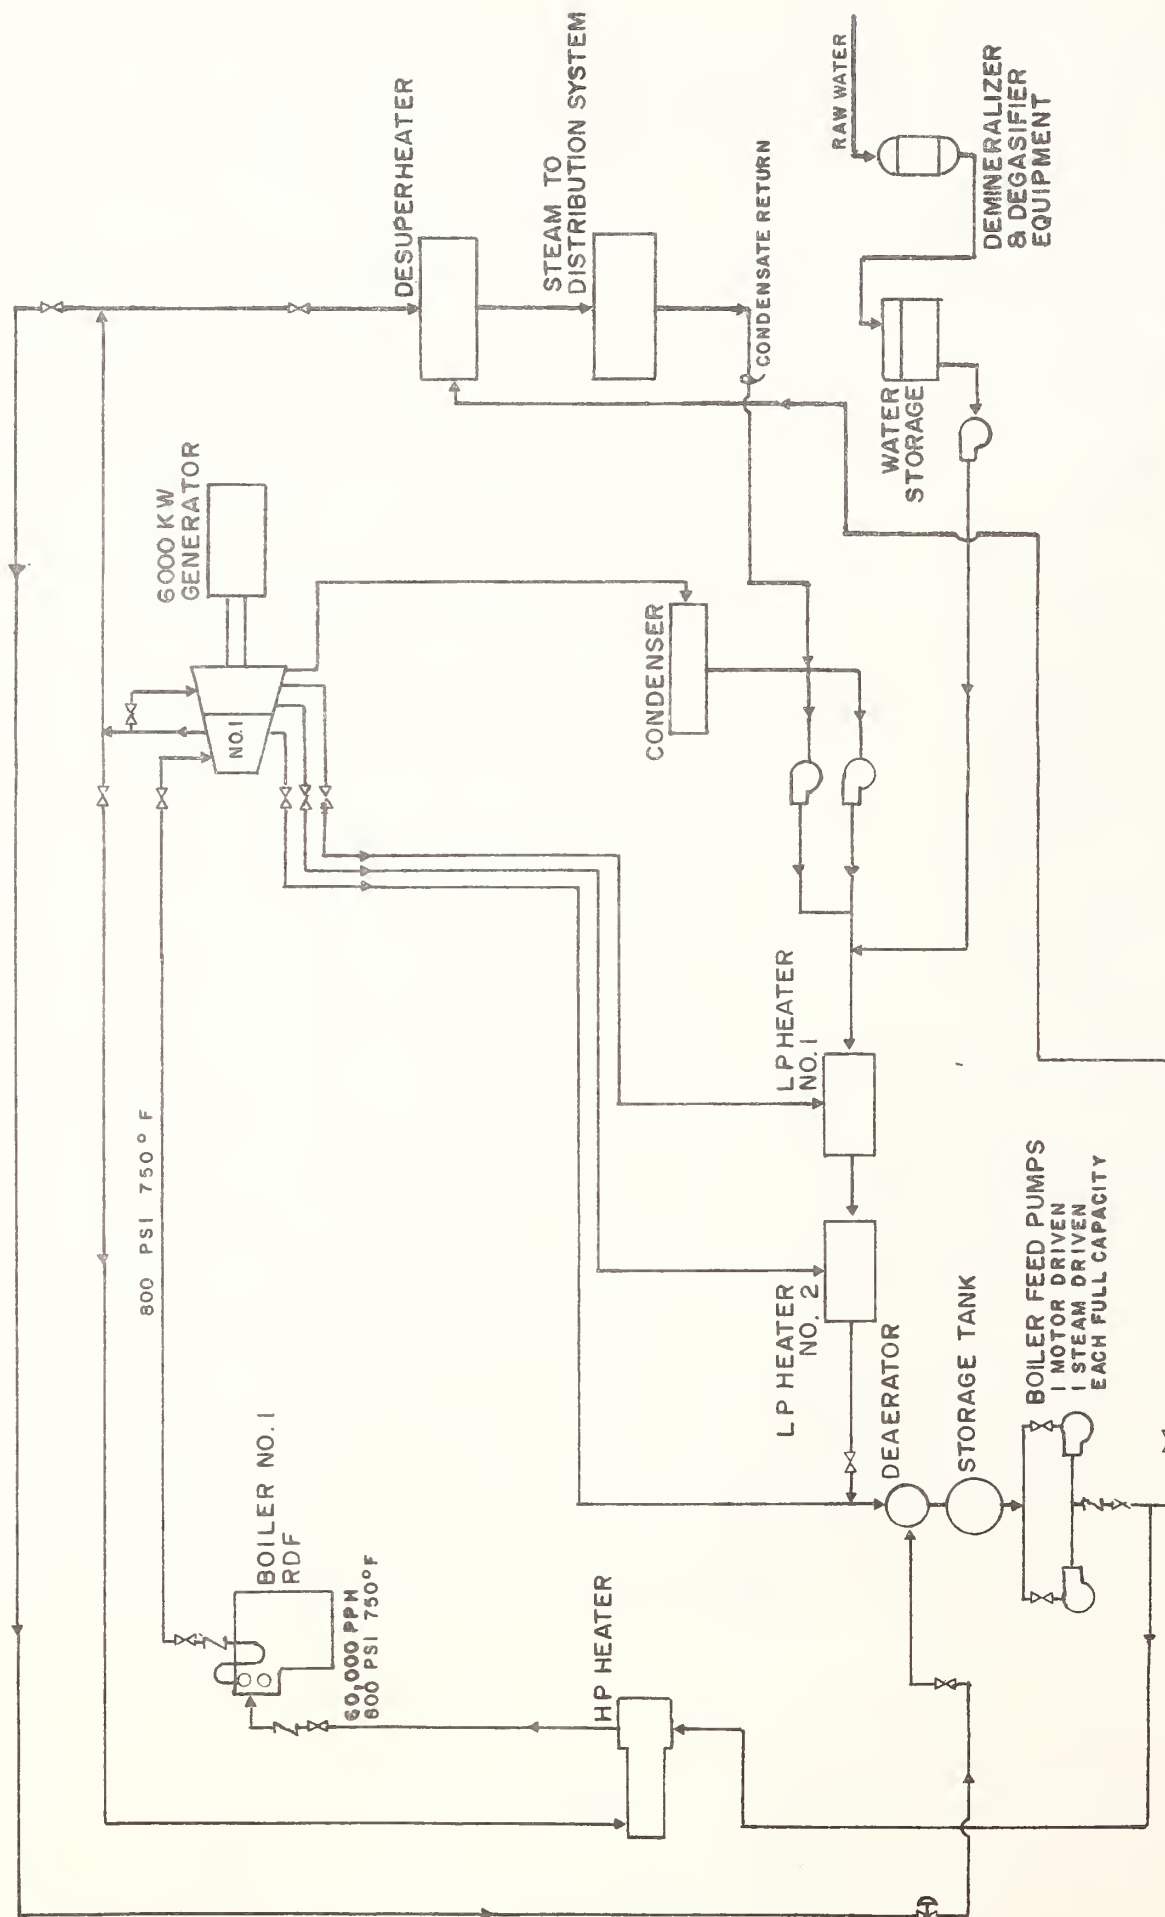 BOILER NO. 1
RDF
60,000 PPH
800 PSI 750°F
800 PSI 750°F
NO. 1
6000 KW
GENERATOR
DESUPERHEATER
STEAM TO
DISTRIBUTION SYSTEM
CONDENSATE RETURN
RAW WATER
DEMINERALIZER
& DEGASIFIER
EQUIPMENT
WATER
STORAGE
CONDENSER
LP HEATER
NO. 1
LP HEATER
NO. 2
HP HEATER
DEAERATOR
STORAGE TANK
BOILER FEED PUMPS
1 MOTOR DRIVEN
1 STEAM DRIVEN
EACH FULL CAPACITY